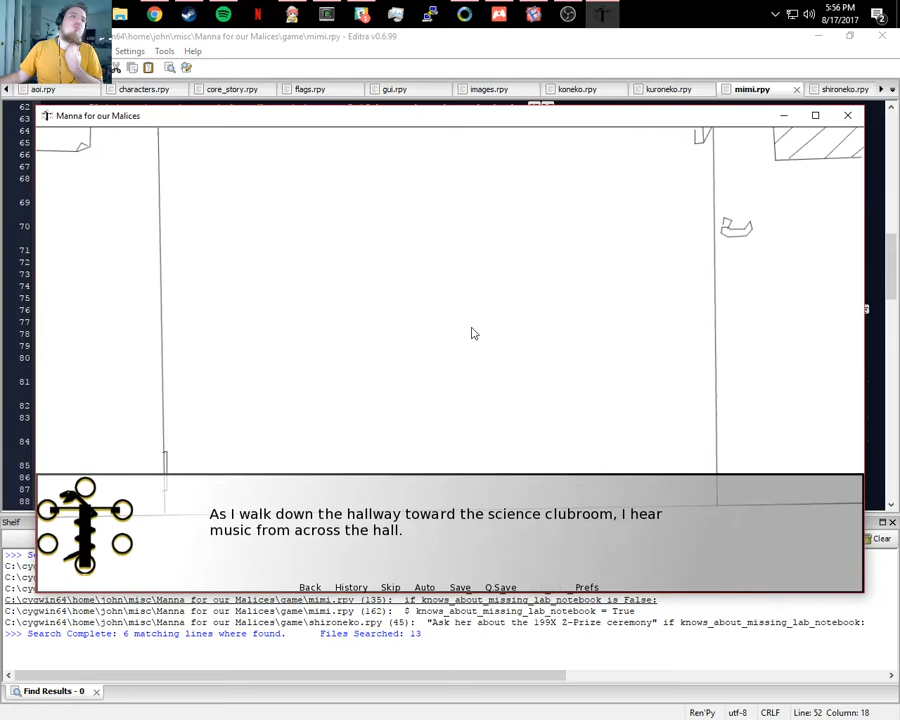 5:56 PM
8/17/2017
2
\home\john\misc\Manna for our Malices\game\mimi.rpy - Editra v0.6.99
Settings Tools Help
aoi.rpy characters.rpy core_story.rpy flags.rpy gui.rpy images.rpy koneko.rpy kuroneko.rpy mimi.rpy shironeko.rpy
62
63
Manna for our Malices
64
65
66
67
68
69
70
71
72
73
74
75
76
77
78
79
80
81
82
83
84
85
86
87
88
As I walk down the hallway toward the science clubroom, I hear
music from across the hall.
Back History Skip Auto Save Q.Save Prefs
Shelf
Clear
>>>
C:\cyg
C:\cyg
C:\cyg
C:\cygwin64\home\john\misc\Manna for our Malices\game\mimi.rpy (135): if knows_about_missing_lab_notebook is False:
C:\cygwin64\home\john\misc\Manna for our Malices\game\mimi.rpy (162): $ knows_about_missing_lab_notebook = True
C:\cygwin64\home\john\misc\Manna for our Malices\game\shironeko.rpy (45): "Ask her about the 199X Z-Prize ceremony" if knows_about_missing_lab_notebook:
>>> Search Complete: 6 matching lines where found. Files Searched: 13
Find Results - 0
Ren'Py utf-8 CRLF Line: 52 Column: 18